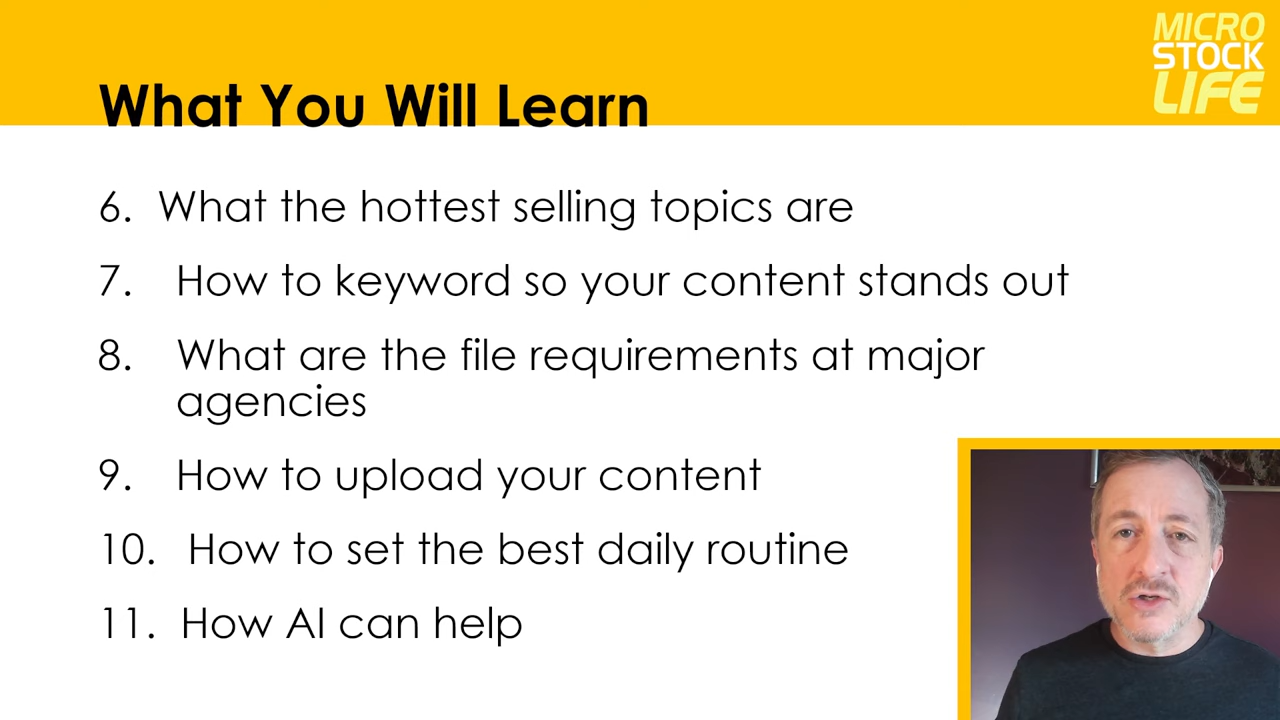 MICRO
STOCK
LIFE
What You Will Learn
6. What the hottest selling topics are
7. How to keyword so your content stands out
8. What are the file requirements at major
agencies
9. How to upload your content
10. How to set the best daily routine
11. How AI can help